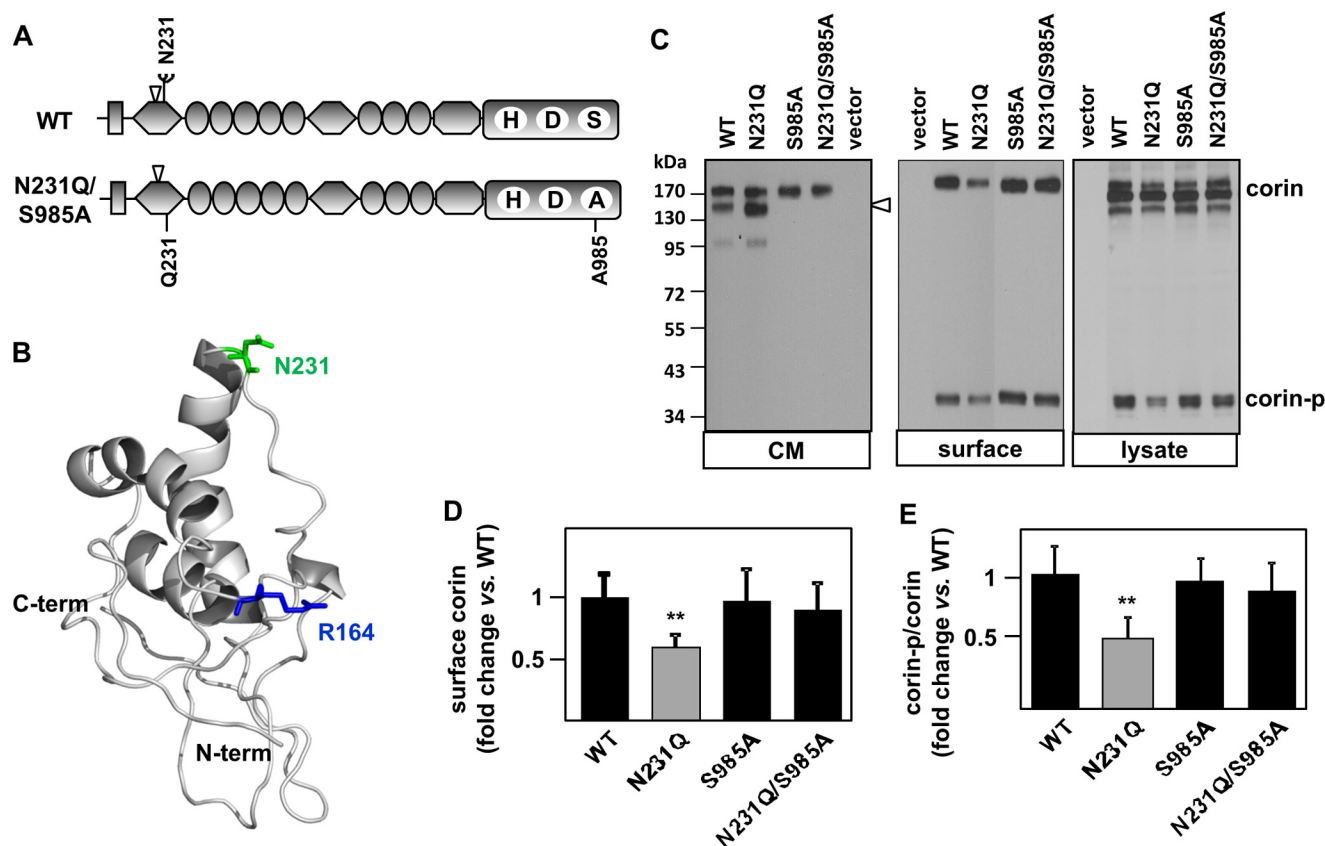 A
N231
WT
H D S
N231Q/
S985A
H D A
Q231
A985
B
N231
C-term
R164
N-term
C
WT
N231Q
S985A
N231Q/S985A
vector
vector
WT
N231Q
S985A
N231Q/S985A
vector
WT
N231Q
S985A
N231Q/S985A
kDa
170
130
95
72
55
43
34
corin
corin-p
CM
surface
lysate
D
surface corin
(fold change vs. WT)
1
0.5
**
WT
N231Q
S985A
N231Q/S985A
E
corin-p/corin
(fold change vs. WT)
1
0.5
**
WT
N231Q
S985A
N231Q/S985A